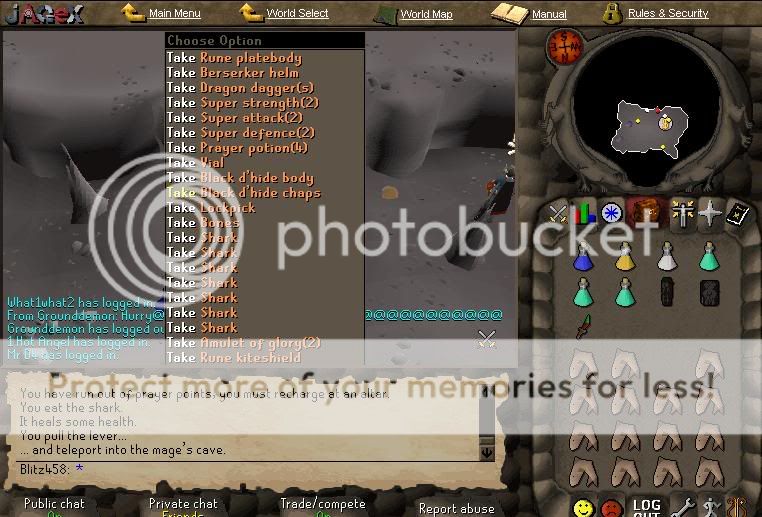 JAGeX
Main Menu
World Select
World Map
Manual
Rules & Security
Choose Option
Take Rune platebody
Take Berserker helm
Take Dragon dagger(s)
Take Super strength(2)
Take Super attack(2)
Take Super defence(2)
Take Prayer potion(4)
Take Vial
Take Black d'hide body
Take Black d'hide chaps
Take Lockpick
Take Bones
Take Shark
Take Shark
Take Shark
Take Shark
Take Shark
Take Shark
Take Shark
Take Amulet of glory(2)
Take Rune kiteshield
photobucket
What1what2 has logged in.
From Grounddemon: Hurry@ @@@@@@@@@@@
Grounddemon has logged ou
1 Hot Angel has logged in.
Mr D4 has logged in.
Protect more of your memories for less!
You have run out of prayer points, you must recharge at an altar.
You eat the shark.
It heals some health.
You pull the lever...
... and teleport into the mage's cave.
Blitz458: *
Public chat
On
Private chat
Friends
Trade/compete
On
Report abuse
LOG
OUT